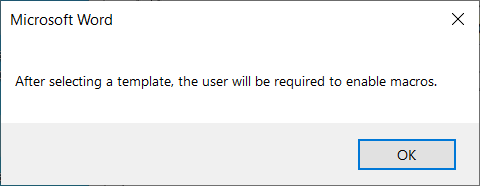 Microsoft Word
After selecting a template, the user will be required to enable macros.
OK